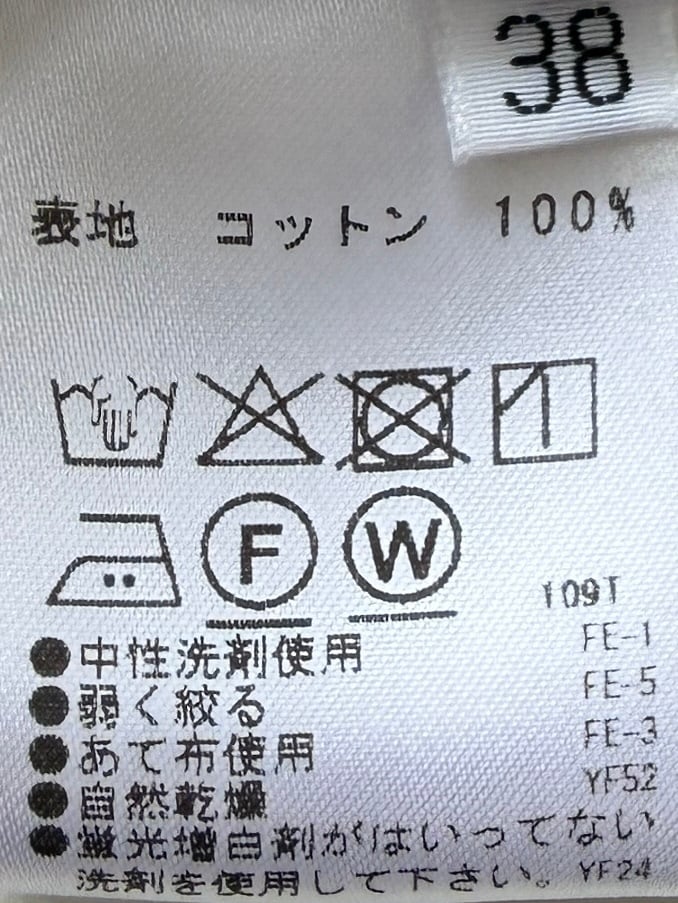 38
表地 コットン 100%
F W
109T
●中性洗剤使用 FE-1
●弱く絞る FE-5
●あて布使用 FE-3
●自然乾燥 YF52
●蛍光増白剤がはいってない
洗剤を使用して下さい。 YF24